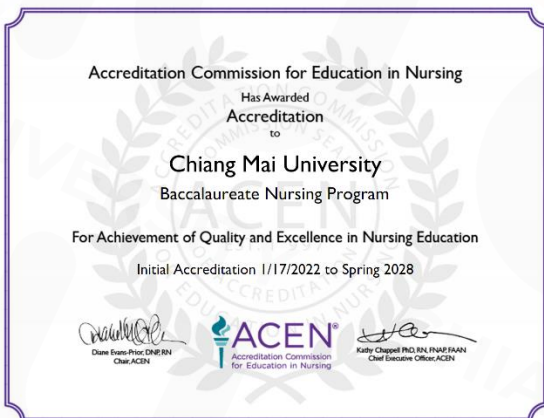 Accreditation Commission for Education in Nursing
Has Awarded
Accreditation
to
Chiang Mai University
Baccalaureate Nursing Program
For Achievement of Quality and Excellence in Nursing Education
Initial Accreditation 1/17/2022 to Spring 2028
Diane Evans-Prior, DNP, RN
Chair, ACEN
ACEN®
Accreditation Commission
for Education in Nursing
Kathy Chappell PhD, RN, FNAP, FAAN
Chief Executive Officer, ACEN